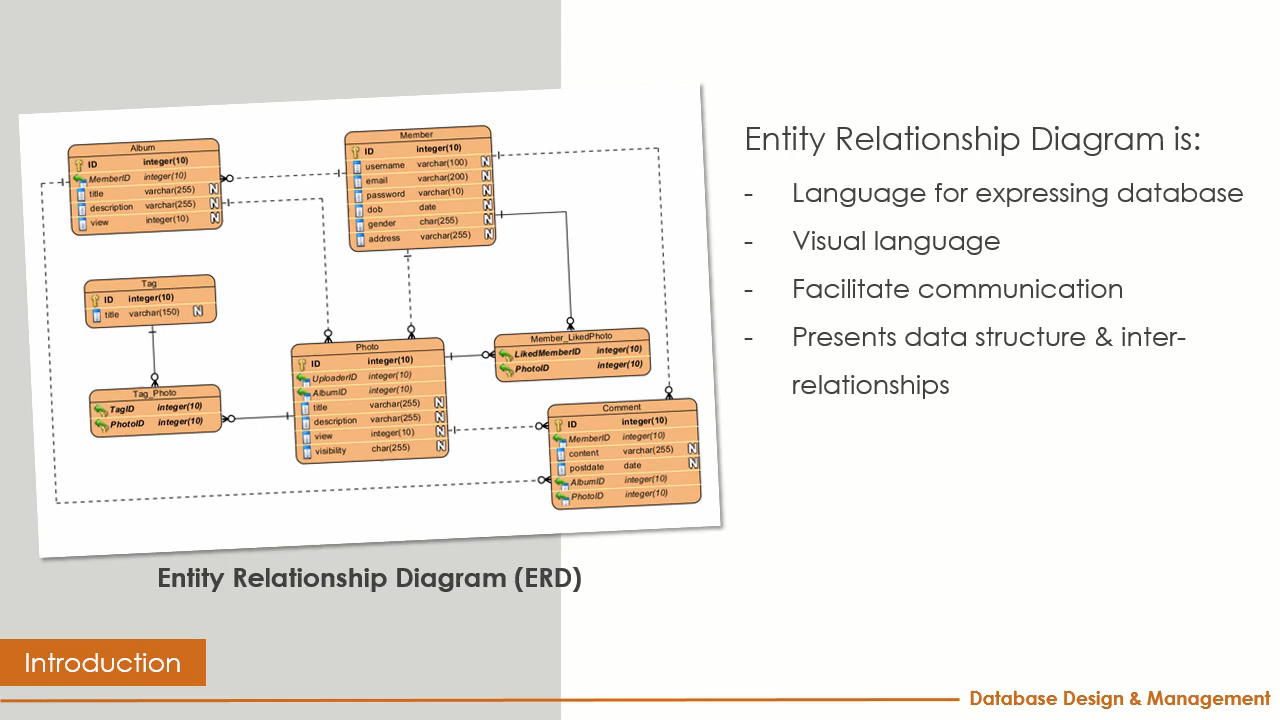 Album
ID integer(10)
MemberID integer(10)
title varchar(255) N
description varchar(255) N
view integer(10) N
Member
ID integer(10)
username varchar(100) N
email varchar(200) N
password varchar(10) N
dob date N
gender char(255) N
address varchar(255) N
Tag
ID integer(10)
title varchar(150) N
Tag_Photo
TagID integer(10)
PhotoID integer(10)
Photo
ID integer(10)
UploaderID integer(10)
AlbumID integer(10)
title varchar(255) N
description varchar(255) N
view integer(10) N
visibility char(255) N
Member_LikedPhoto
LikedMemberID integer(10)
PhotoID integer(10)
Comment
ID integer(10)
MemberID integer(10)
content varchar(255) N
postdate date N
AlbumID integer(10)
PhotoID integer(10)
Entity Relationship Diagram (ERD)
Entity Relationship Diagram is:
- Language for expressing database
- Visual language
- Facilitate communication
- Presents data structure & inter-
relationships
Introduction
Database Design & Management